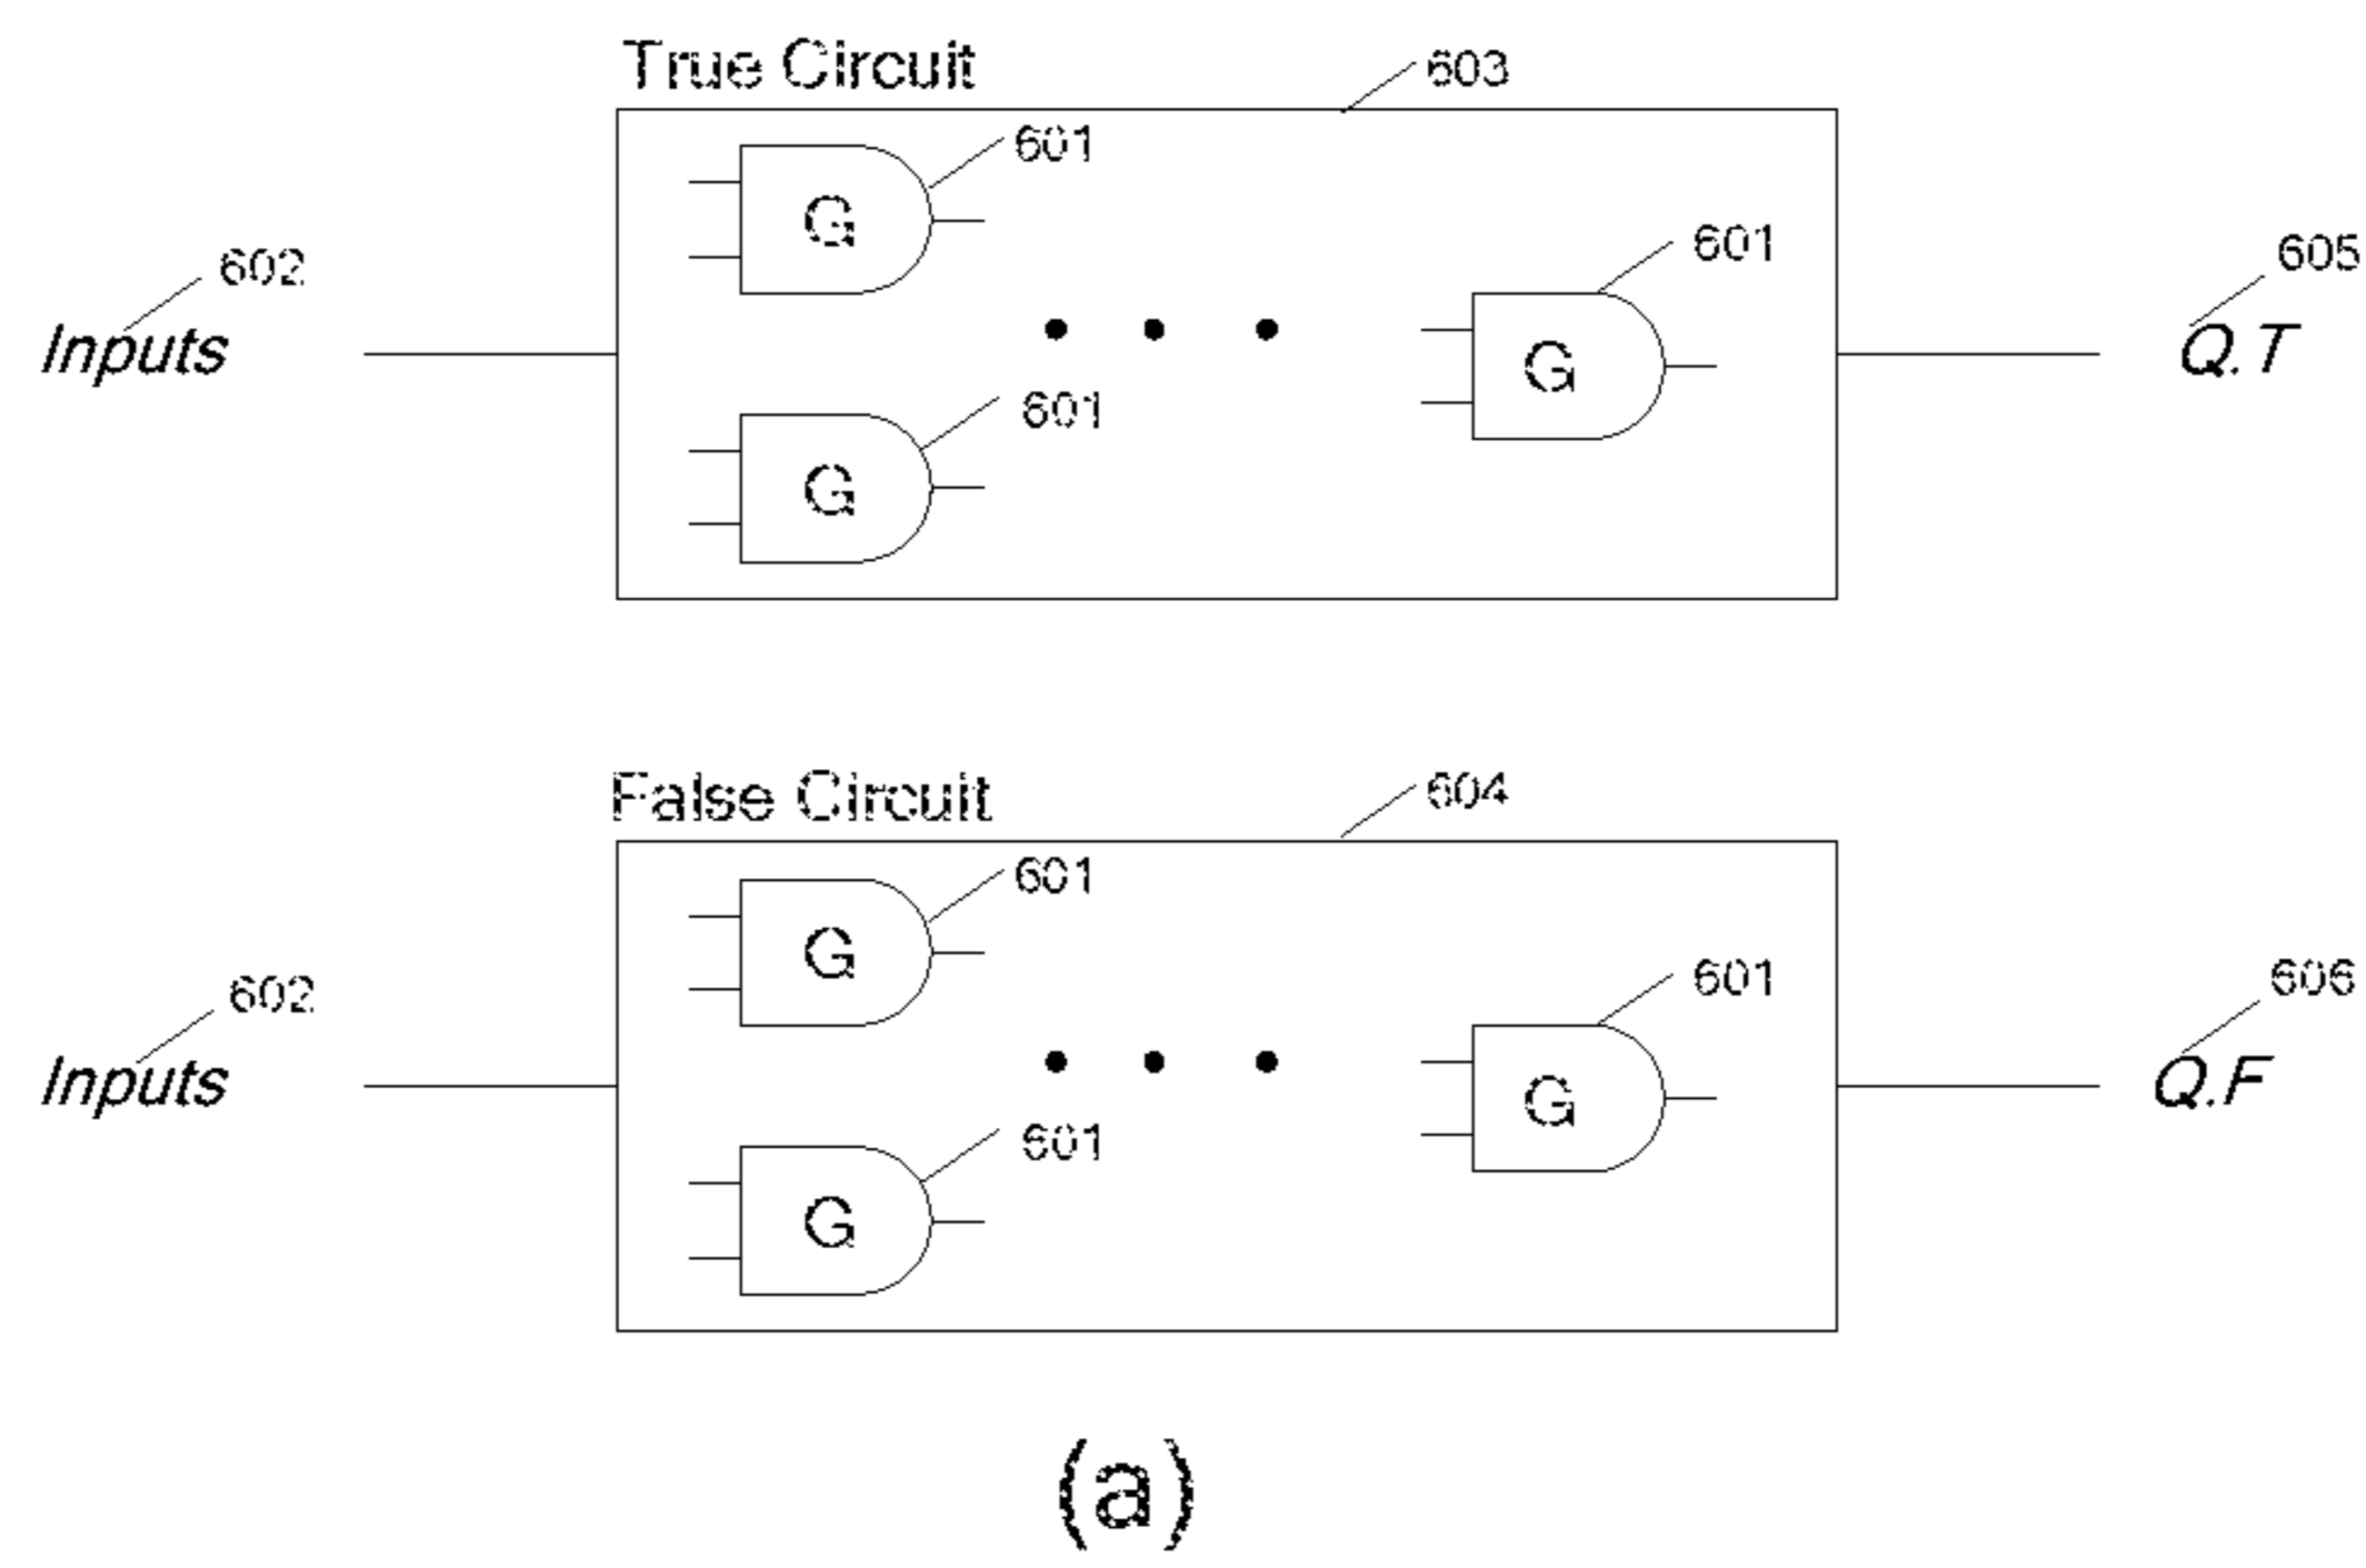 True Circuit
603
601
G
601
602
605
Inputs
Q.T
G
601
G
False Circuit
604
601
G
601
606
602
Inputs
Q.F
G
601
G
(a)